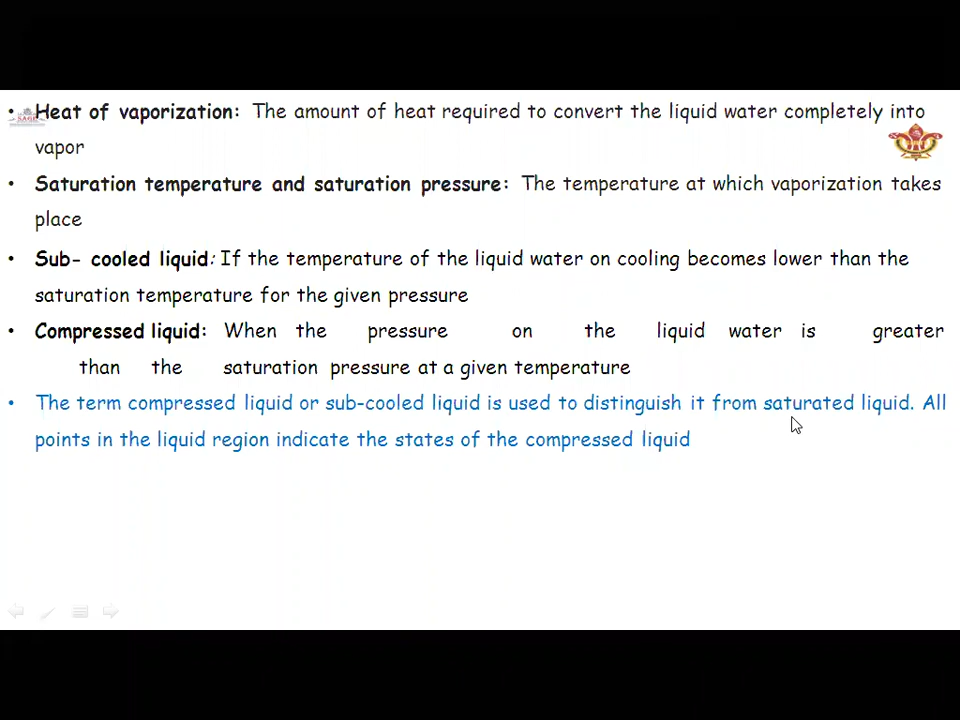 • Heat of vaporization: The amount of heat required to convert the liquid water completely into
vapor
• Saturation temperature and saturation pressure: The temperature at which vaporization takes
place
• Sub- cooled liquid: If the temperature of the liquid water on cooling becomes lower than the
saturation temperature for the given pressure
• Compressed liquid: When the pressure on the liquid water is greater
than the saturation pressure at a given temperature
• The term compressed liquid or sub-cooled liquid is used to distinguish it from saturated liquid. All
points in the liquid region indicate the states of the compressed liquid